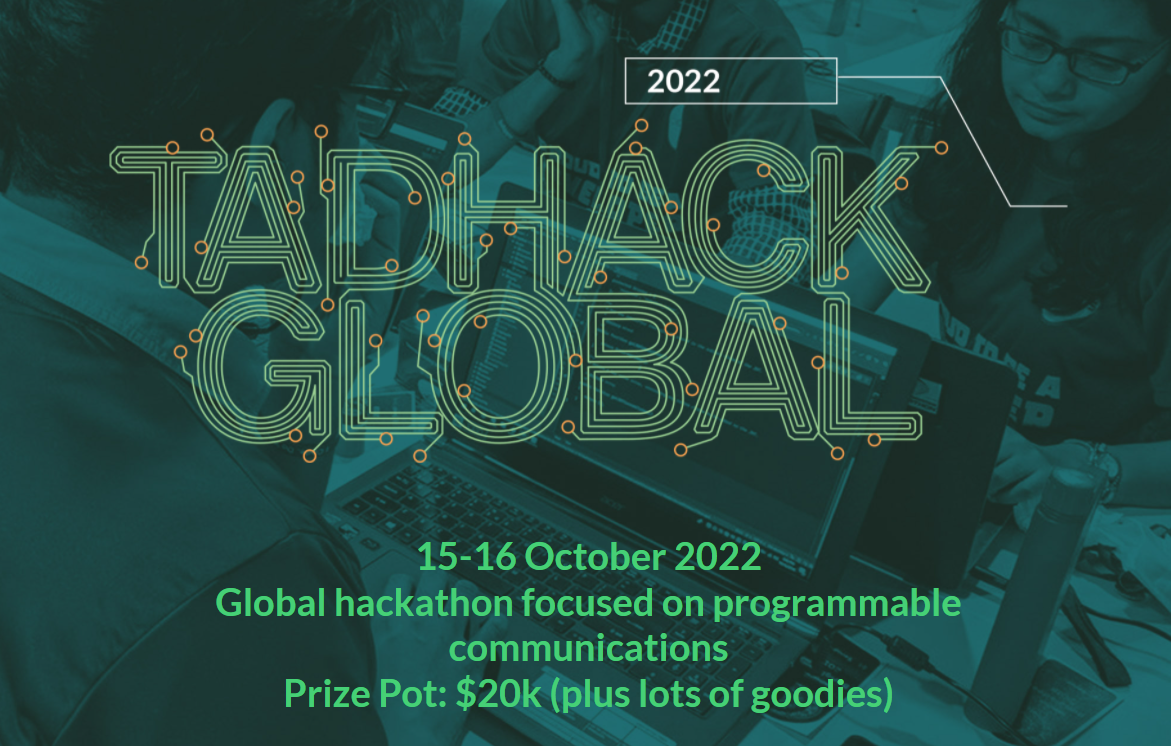 2022
TADHACK
GLOBAL
15-16 October 2022
Global hackathon focused on programmable
communications
Prize Pot: $20k (plus lots of goodies)